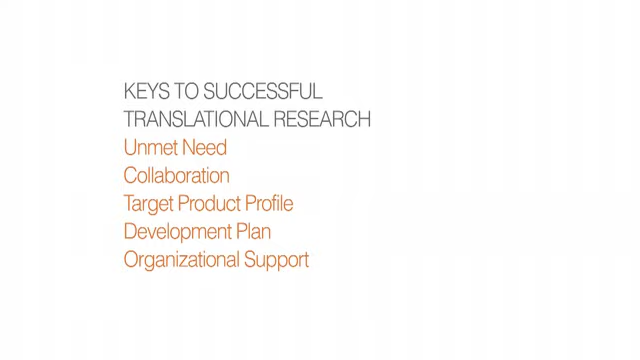 KEYS TO SUCCESSFUL
TRANSLATIONAL RESEARCH
Unmet Need
Collaboration
Target Product Profile
Development Plan
Organizational Support